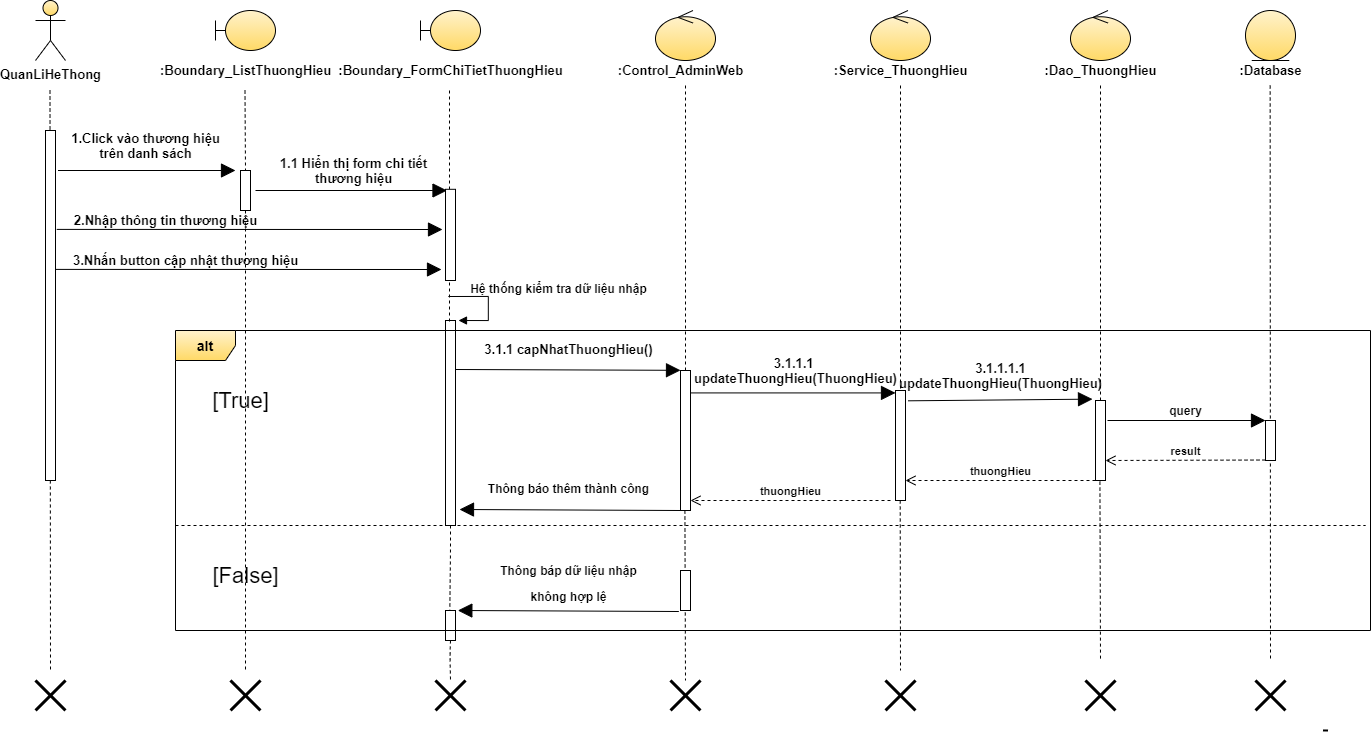 QuanLiHeThong
:Boundary_ListThuongHieu
:Boundary_FormChiTietThuongHieu
:Control_AdminWeb
:Service_ThuongHieu
:Dao_ThuongHieu
:Database
1.Click vào thương hiệu
trên danh sách
1.1 Hiển thị form chi tiết
thương hiệu
2.Nhập thông tin thương hiệu
3.Nhấn button cập nhật thương hiệu
Hệ thống kiểm tra dữ liệu nhập
alt
[True]
3.1.1 capNhatThuongHieu()
3.1.1.1
updateThuongHieu(ThuongHieu)
3.1.1.1.1
updateThuongHieu(ThuongHieu)
query
result
thuongHieu
thuongHieu
Thông báo thêm thành công
[False]
Thông báp dữ liệu nhập
không hợp lệ
-